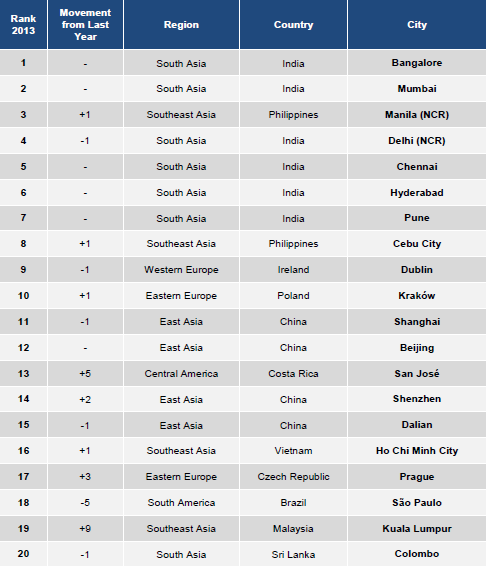 Rank 2013 Movement from Last Year Region Country City
1 - South Asia India Bangalore
2 - South Asia India Mumbai
3 +1 Southeast Asia Philippines Manila (NCR)
4 -1 South Asia India Delhi (NCR)
5 - South Asia India Chennai
6 - South Asia India Hyderabad
7 - South Asia India Pune
8 +1 Southeast Asia Philippines Cebu City
9 -1 Western Europe Ireland Dublin
10 +1 Eastern Europe Poland Kraków
11 -1 East Asia China Shanghai
12 - East Asia China Beijing
13 +5 Central America Costa Rica San José
14 +2 East Asia China Shenzhen
15 -1 East Asia China Dalian
16 +1 Southeast Asia Vietnam Ho Chi Minh City
17 +3 Eastern Europe Czech Republic Prague
18 -5 South America Brazil São Paulo
19 +9 Southeast Asia Malaysia Kuala Lumpur
20 -1 South Asia Sri Lanka Colombo